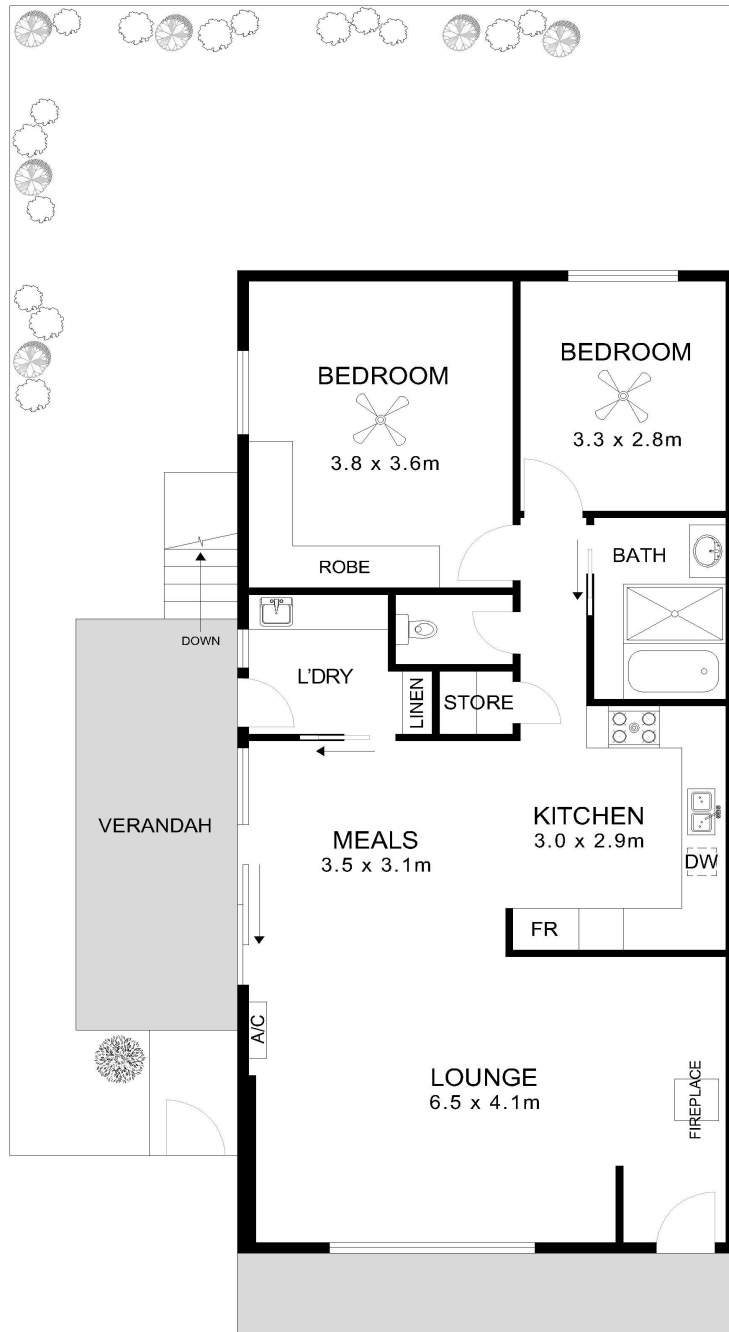 BEDROOM
3.8 x 3.6m
BEDROOM
3.3 x 2.8m
ROBE
BATH
DOWN
L'DRY
LINEN
STORE
VERANDAH
MEALS
3.5 x 3.1m
KITCHEN
3.0 x 2.9m
DW
FR
A/C
LOUNGE
6.5 x 4.1m
FIREPLACE